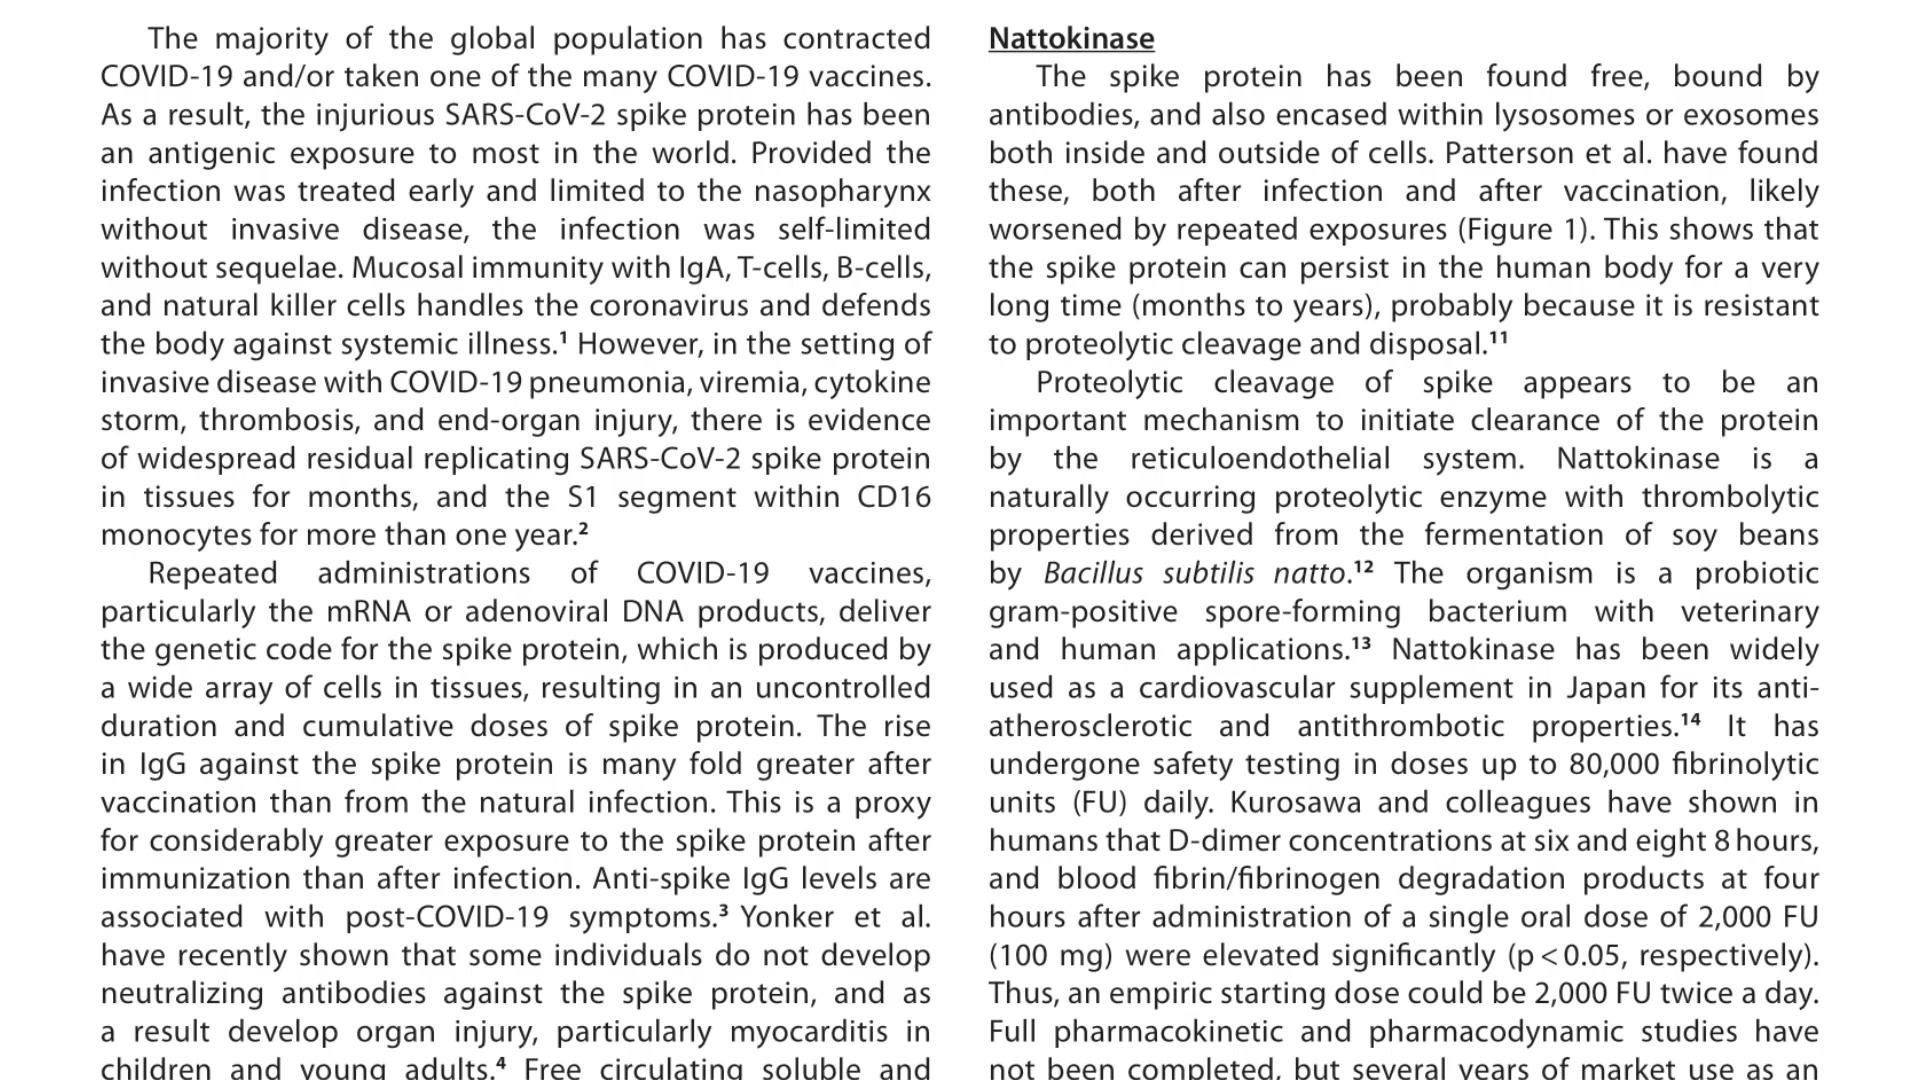 The majority of the global population has contracted
COVID-19 and/or taken one of the many COVID-19 vaccines.
As a result, the injurious SARS-CoV-2 spike protein has been
an antigenic exposure to most in the world. Provided the
infection was treated early and limited to the nasopharynx
without invasive disease, the infection was self-limited
without sequelae. Mucosal immunity with IgA, T-cells, B-cells,
and natural killer cells handles the coronavirus and defends
the body against systemic illness.¹ However, in the setting of
invasive disease with COVID-19 pneumonia, viremia, cytokine
storm, thrombosis, and end-organ injury, there is evidence
of widespread residual replicating SARS-CoV-2 spike protein
in tissues for months, and the S1 segment within CD16
monocytes for more than one year.²
Repeated administrations of COVID-19 vaccines,
particularly the mRNA or adenoviral DNA products, deliver
the genetic code for the spike protein, which is produced by
a wide array of cells in tissues, resulting in an uncontrolled
duration and cumulative doses of spike protein. The rise
in IgG against the spike protein is many fold greater after
vaccination than from the natural infection. This is a proxy
for considerably greater exposure to the spike protein after
immunization than after infection. Anti-spike IgG levels are
associated with post-COVID-19 symptoms.³ Yonker et al.
have recently shown that some individuals do not develop
neutralizing antibodies against the spike protein, and as
a result develop organ injury, particularly myocarditis in
children and young adults.⁴ Free circulating soluble and
Nattokinase
The spike protein has been found free, bound by
antibodies, and also encased within lysosomes or exosomes
both inside and outside of cells. Patterson et al. have found
these, both after infection and after vaccination, likely
worsened by repeated exposures (Figure 1). This shows that
the spike protein can persist in the human body for a very
long time (months to years), probably because it is resistant
to proteolytic cleavage and disposal.¹¹
Proteolytic cleavage of spike appears to be an
important mechanism to initiate clearance of the protein
by the reticuloendothelial system. Nattokinase is a
naturally occurring proteolytic enzyme with thrombolytic
properties derived from the fermentation of soy beans
by Bacillus subtilis natto.¹² The organism is a probiotic
gram-positive spore-forming bacterium with veterinary
and human applications.¹³ Nattokinase has been widely
used as a cardiovascular supplement in Japan for its anti-
atherosclerotic and antithrombotic properties.¹⁴ It has
undergone safety testing in doses up to 80,000 fibrinolytic
units (FU) daily. Kurosawa and colleagues have shown in
humans that D-dimer concentrations at six and eight 8 hours,
and blood fibrin/fibrinogen degradation products at four
hours after administration of a single oral dose of 2,000 FU
(100 mg) were elevated significantly (p < 0.05, respectively).
Thus, an empiric starting dose could be 2,000 FU twice a day.
Full pharmacokinetic and pharmacodynamic studies have
not been completed, but several years of market use as an